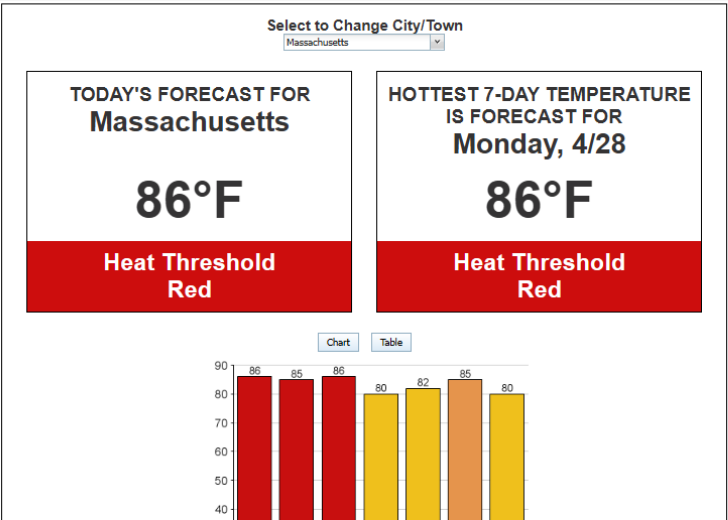 Select to Change City/Town
Massachusetts
TODAY'S FORECAST FOR
Massachusetts
86°F
Heat Threshold
Red
HOTTEST 7-DAY TEMPERATURE
IS FORECAST FOR
Monday, 4/28
86°F
Heat Threshold
Red
Chart Table
90
80
70
60
50
40
86 85 86 80 82 85 80